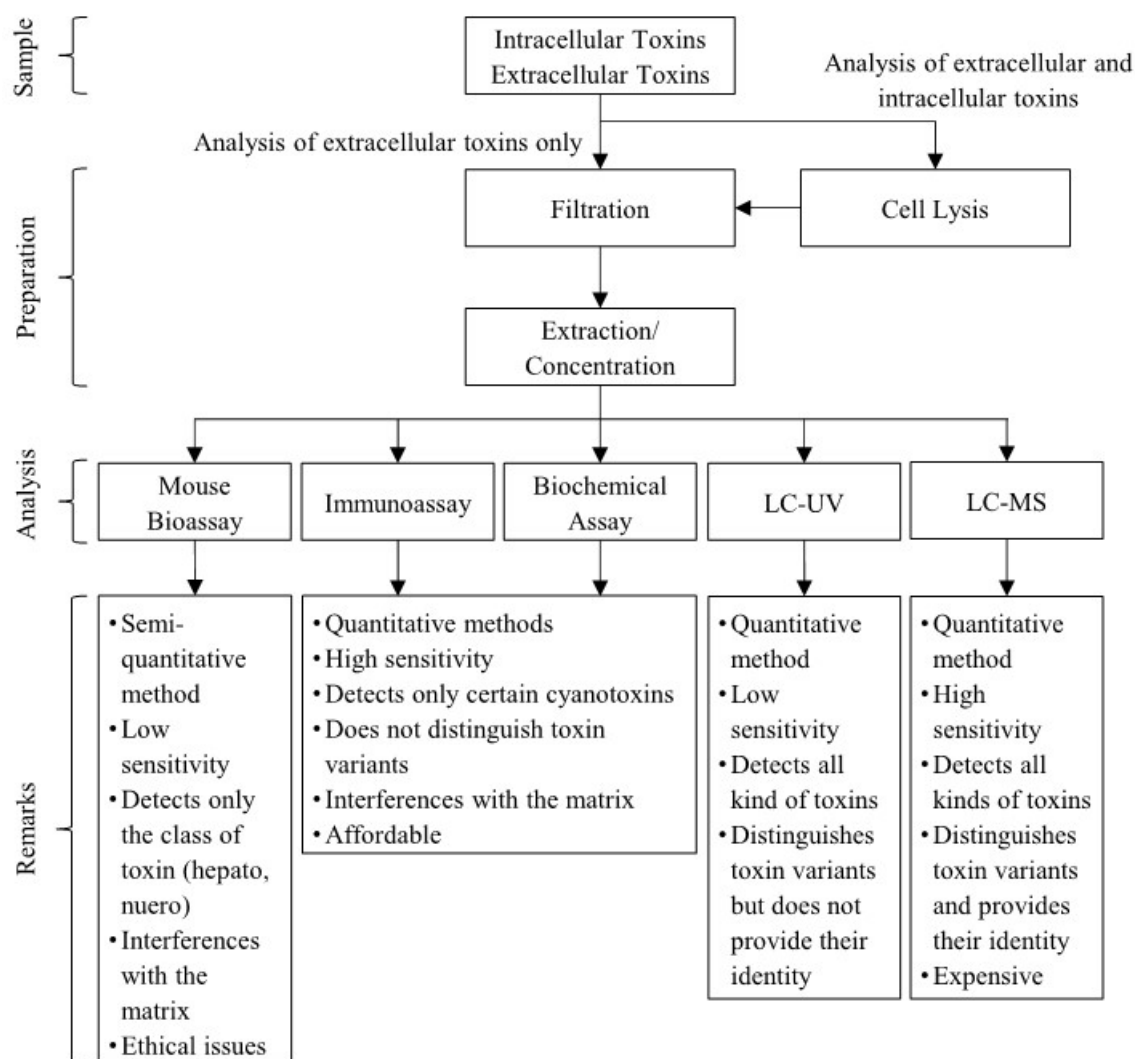 Sample
Intracellular Toxins
Extracellular Toxins
Analysis of extracellular and
intracellular toxins
Analysis of extracellular toxins only
Preparation
Filtration
Cell Lysis
Extraction/
Concentration
Analysis
Mouse
Bioassay
Immunoassay
Biochemical
Assay
LC-UV
LC-MS
Remarks
• Semi-
quantitative
method
• Low
sensitivity
• Detects only
the class of
toxin (hepato,
nuero)
• Interferences
with the
matrix
• Ethical issues
• Quantitative methods
• High sensitivity
• Detects only certain cyanotoxins
• Does not distinguish toxin
variants
• Interferences with the matrix
• Affordable
• Quantitative
method
• Low
sensitivity
• Detects all
kind of toxins
• Distinguishes
toxin variants
but does not
provide their
identity
• Quantitative
method
• High
sensitivity
• Detects all
kinds of toxins
• Distinguishes
toxin variants
and provides
their identity
• Expensive